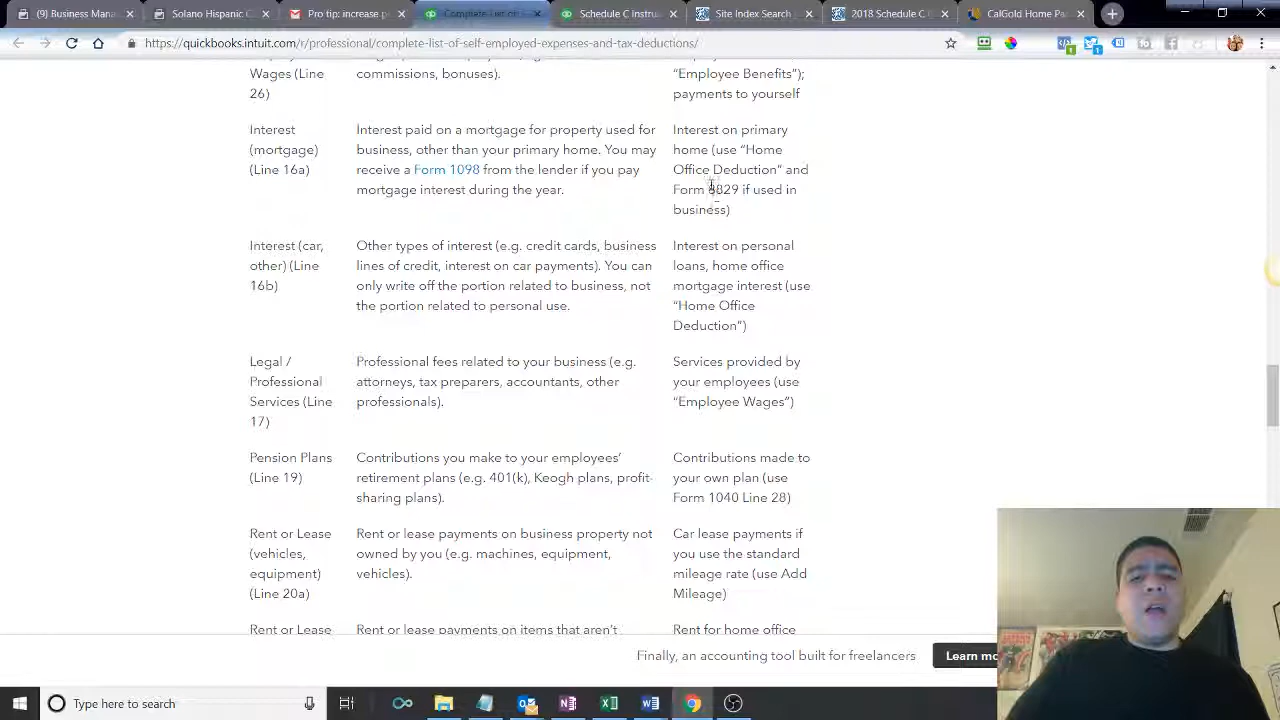 (9) Business Mana
Solano Hispanic C
Pro tip: increase p
Complete List of
Schedule C Instru
Site Index Search
2018 Schedule C
CalGold Home Pa
https://quickbooks.intuit.com/r/professional/complete-list-of-self-employed-expenses-and-tax-deductions/
Wages (Line
26)
commissions, bonuses).
"Employee Benefits");
payments to yourself
Interest
(mortgage)
(Line 16a)
Interest paid on a mortgage for property used for
business, other than your primary home. You may
receive a Form 1098 from the lender if you pay
mortgage interest during the year.
Interest on primary
home (use "Home
Office Deduction" and
Form 8829 if used in
business)
Interest (car,
other) (Line
16b)
Other types of interest (e.g. credit cards, business
lines of credit, interest on car payments). You can
only write off the portion related to business, not
the portion related to personal use.
Interest on personal
loans, home office
mortgage interest (use
"Home Office
Deduction")
Legal /
Professional
Services (Line
17)
Professional fees related to your business (e.g.
attorneys, tax preparers, accountants, other
professionals).
Services provided by
your employees (use
"Employee Wages")
Pension Plans
(Line 19)
Contributions you make to your employees'
retirement plans (e.g. 401(k), Keogh plans, profit-
sharing plans).
Contributions made to
your own plan (use
Form 1040 Line 28)
Rent or Lease
(vehicles,
equipment)
(Line 20a)
Rent or lease payments on business property not
owned by you (e.g. machines, equipment,
vehicles).
Car lease payments if
you use the standard
mileage rate (use Add
Mileage)
Rent or Lease
Rent or lease payments on items that aren't
Rent for home office
Finally, an accounting tool built for freelancers
Learn mo
Type here to search